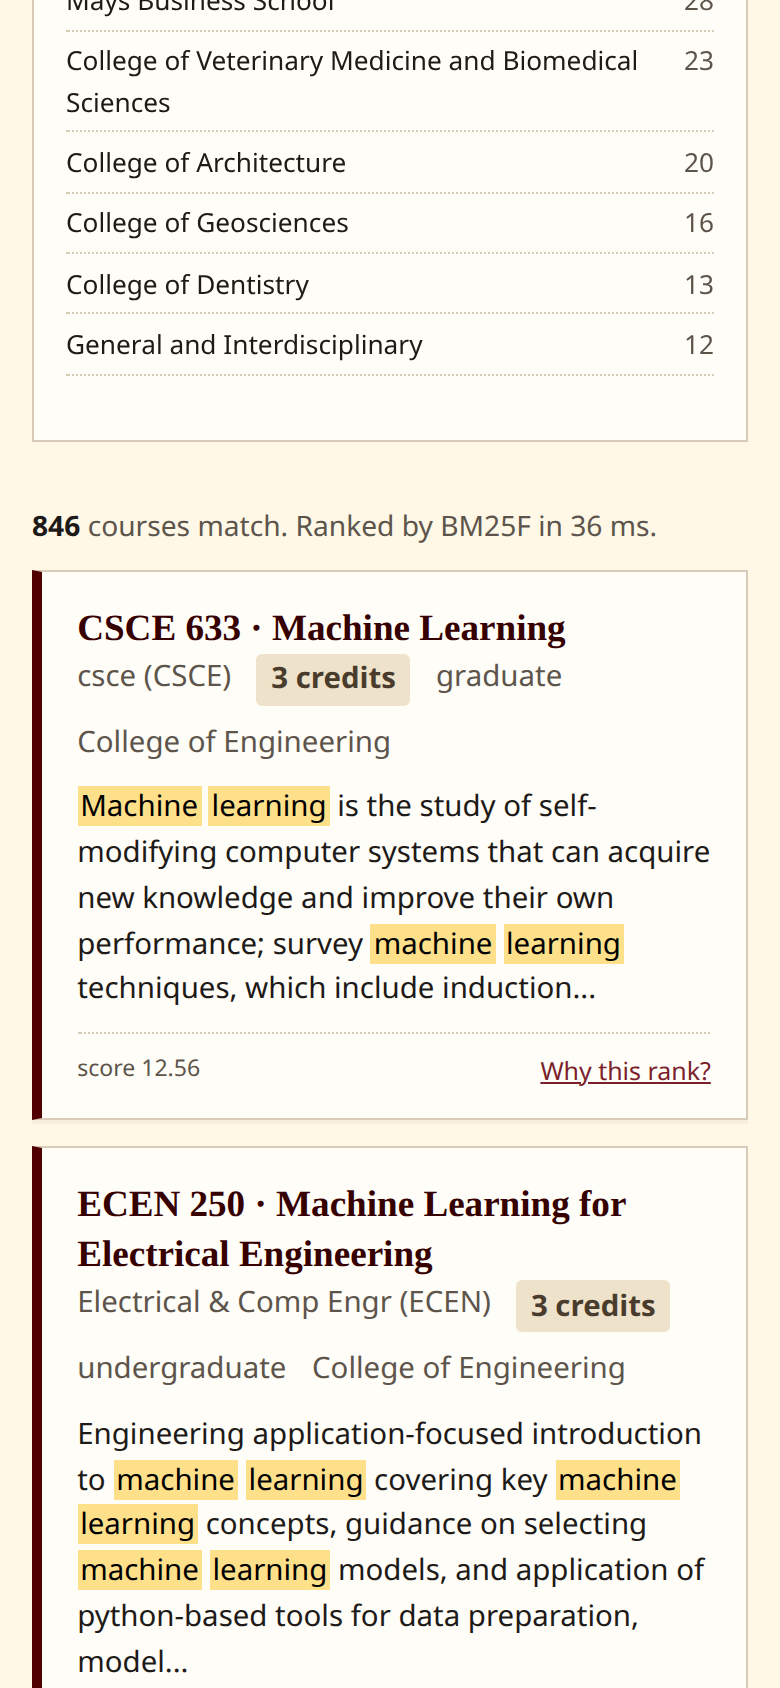 Mays Business School 28
College of Veterinary Medicine and Biomedical 23
Sciences
College of Architecture 20
College of Geosciences 16
College of Dentistry 13
General and Interdisciplinary 12
846 courses match. Ranked by BM25F in 36 ms.
CSCE 633 · Machine Learning
csce (CSCE) 3 credits graduate
College of Engineering
Machine learning is the study of self-
modifying computer systems that can acquire
new knowledge and improve their own
performance; survey machine learning
techniques, which include induction...
score 12.56 Why this rank?
ECEN 250 · Machine Learning for
Electrical Engineering
Electrical & Comp Engr (ECEN) 3 credits
undergraduate College of Engineering
Engineering application-focused introduction
to machine learning covering key machine
learning concepts, guidance on selecting
machine learning models, and application of
python-based tools for data preparation,
model...